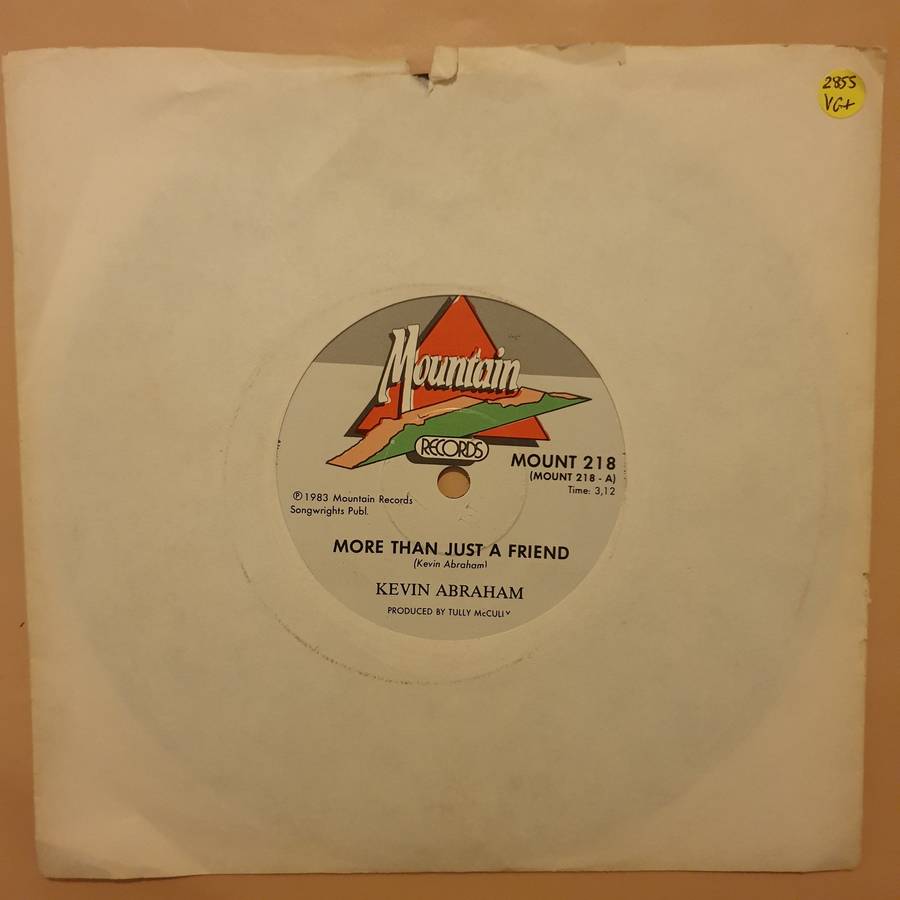 2855
VG+
Mountain
RECORDS
MOUNT 218
(MOUNT 218 - A)
Time: 3,12
℗ 1983 Mountain Records
Songwrights Publ.
MORE THAN JUST A FRIEND
(Kevin Abraham)
KEVIN ABRAHAM
PRODUCED BY TULLY McCULLY